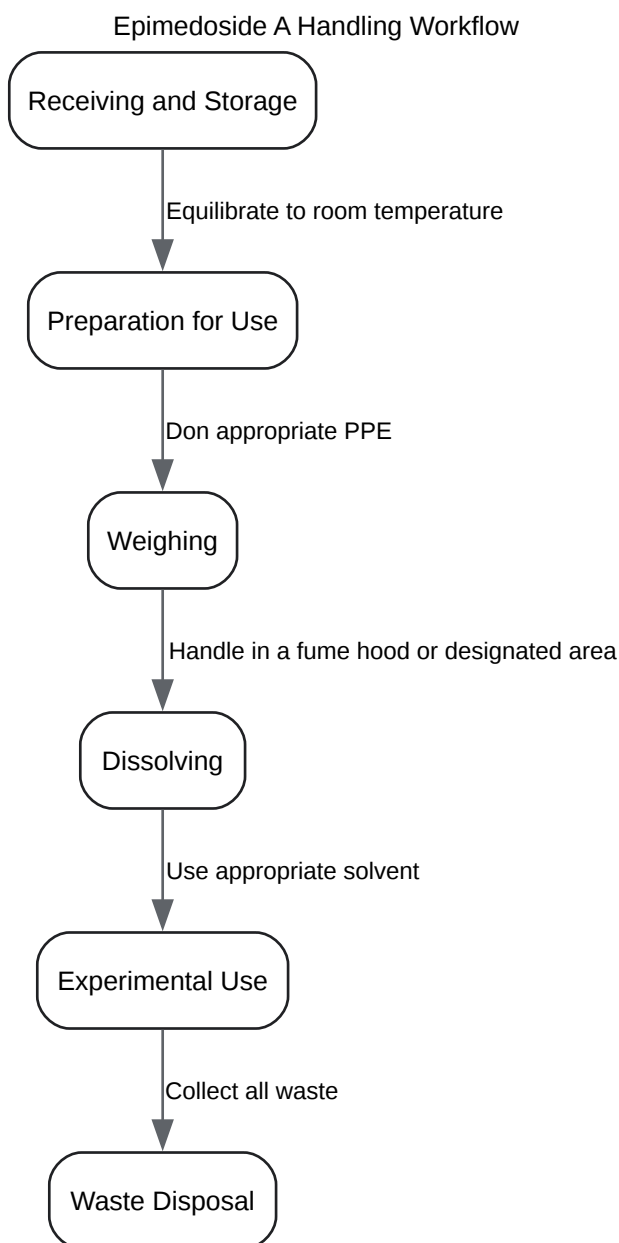 Epimedoside A Handling Workflow
Receiving and Storage
Equilibrate to room temperature
Preparation for Use
Don appropriate PPE
Weighing
Handle in a fume hood or designated area
Dissolving
Use appropriate solvent
Experimental Use
Collect all waste
Waste Disposal